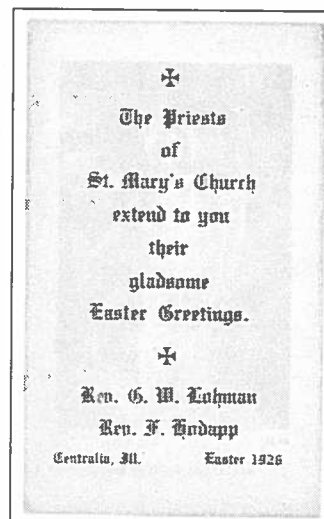 ✠
The Priests
of
St. Mary's Church
extend to you
their
gladsome
Easter Greetings.
✠
Rev. G. W. Lohman
Rev. F. Hodapp
Centralia, Ill. Easter 1926